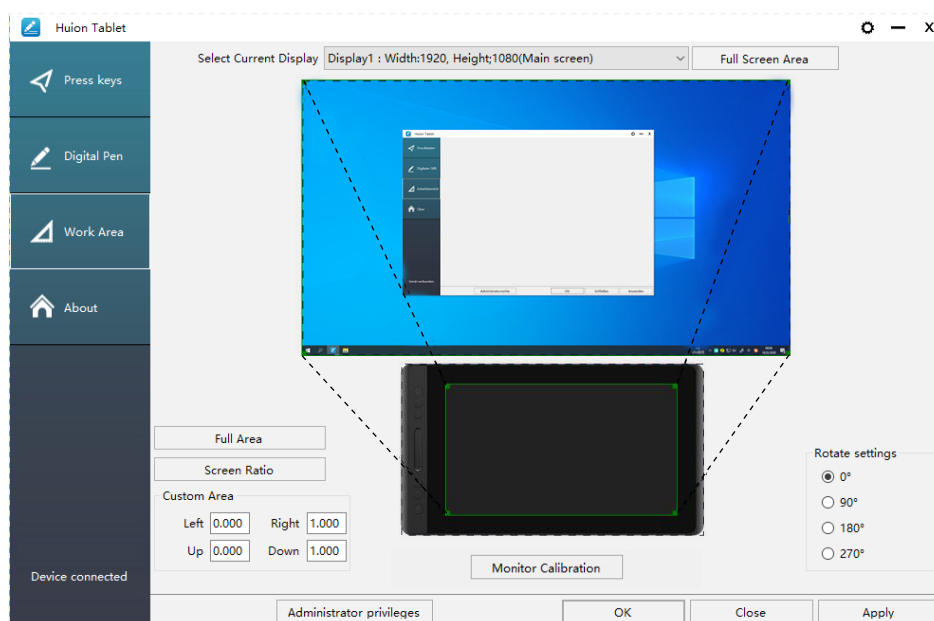 Huion Tablet
X
Select Current Display Display1 : Width:1920, Height;1080(Main screen) Full Screen Area
Press keys
Digital Pen
Work Area
About
Huion Tablet
Full Area
Screen Ratio
Custom Area
Left 0.000 Right 1.000
Up 0.000 Down 1.000
Rotate settings
0°
90°
180°
270°
Monitor Calibration
Device connected
Administrator privileges OK Close Apply